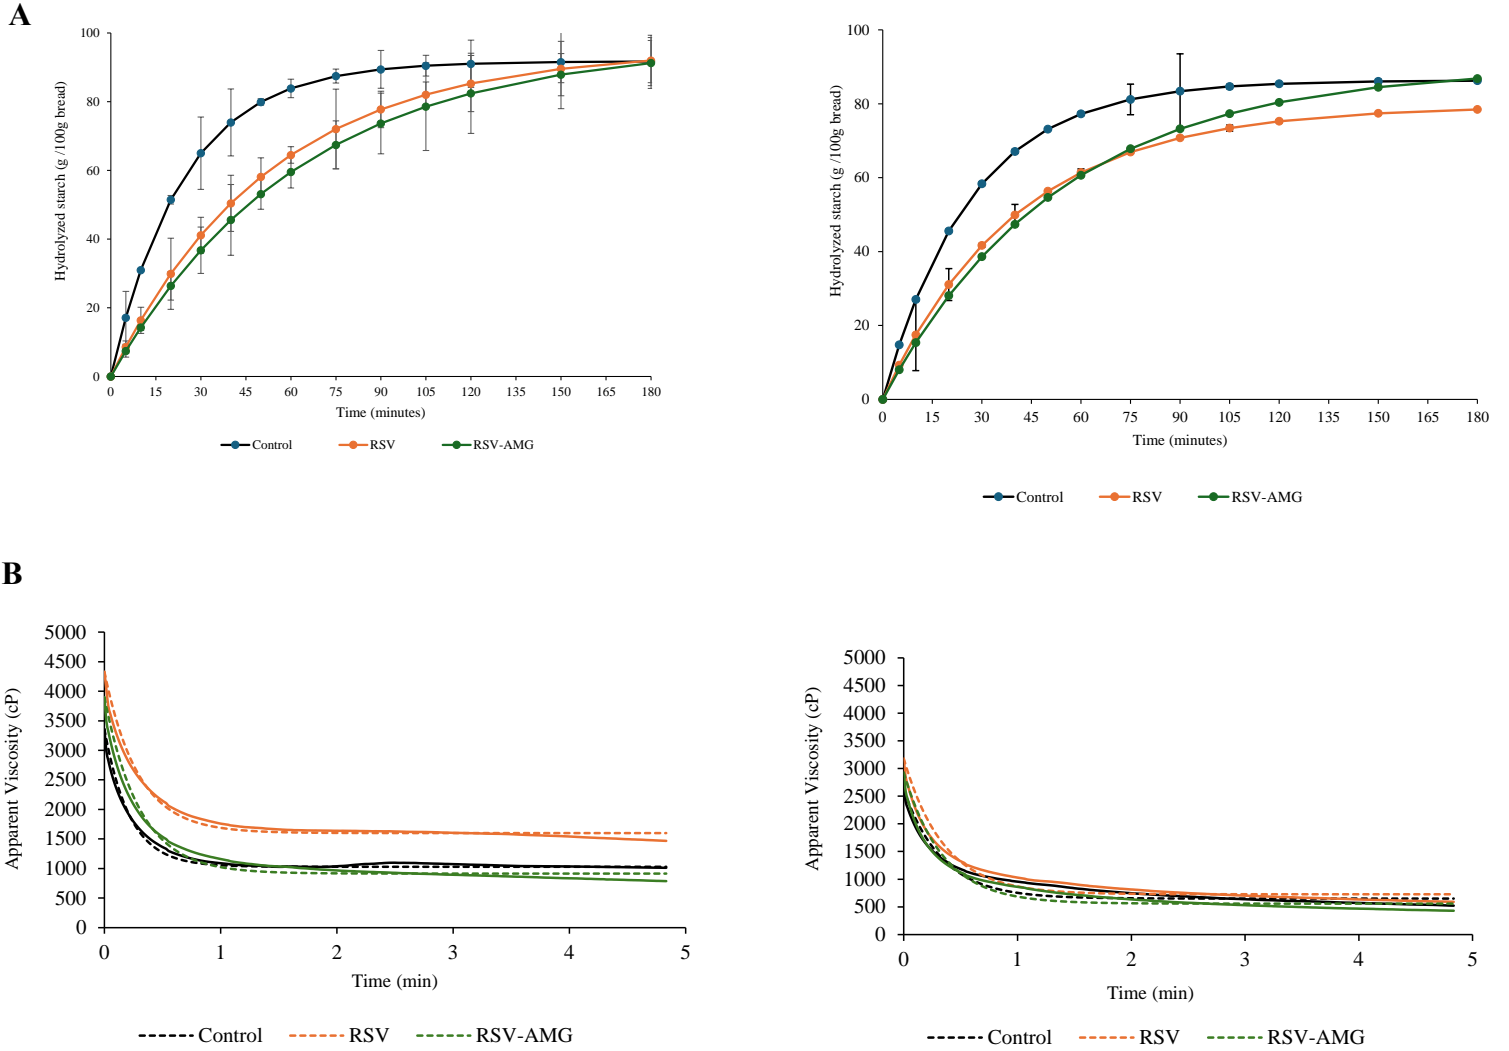 A
Hydrolyzed starch (g /100g bread)
100
80
60
40
20
0
0 15 30 45 60 75 90 105 120 135 150 165 180
Time (minutes)
Control RSV RSV-AMG
Hydrolyzed starch (g /100g bread)
100
80
60
40
20
0
0 15 30 45 60 75 90 105 120 135 150 165 180
Time (minutes)
Control RSV RSV-AMG
B
Apparent Viscosity (cP)
5000
4500
4000
3500
3000
2500
2000
1500
1000
500
0
0 1 2 3 4 5
Time (min)
Control RSV RSV-AMG
Apparent Viscosity (cP)
5000
4500
4000
3500
3000
2500
2000
1500
1000
500
0
0 1 2 3 4 5
Time (min)
Control RSV RSV-AMG